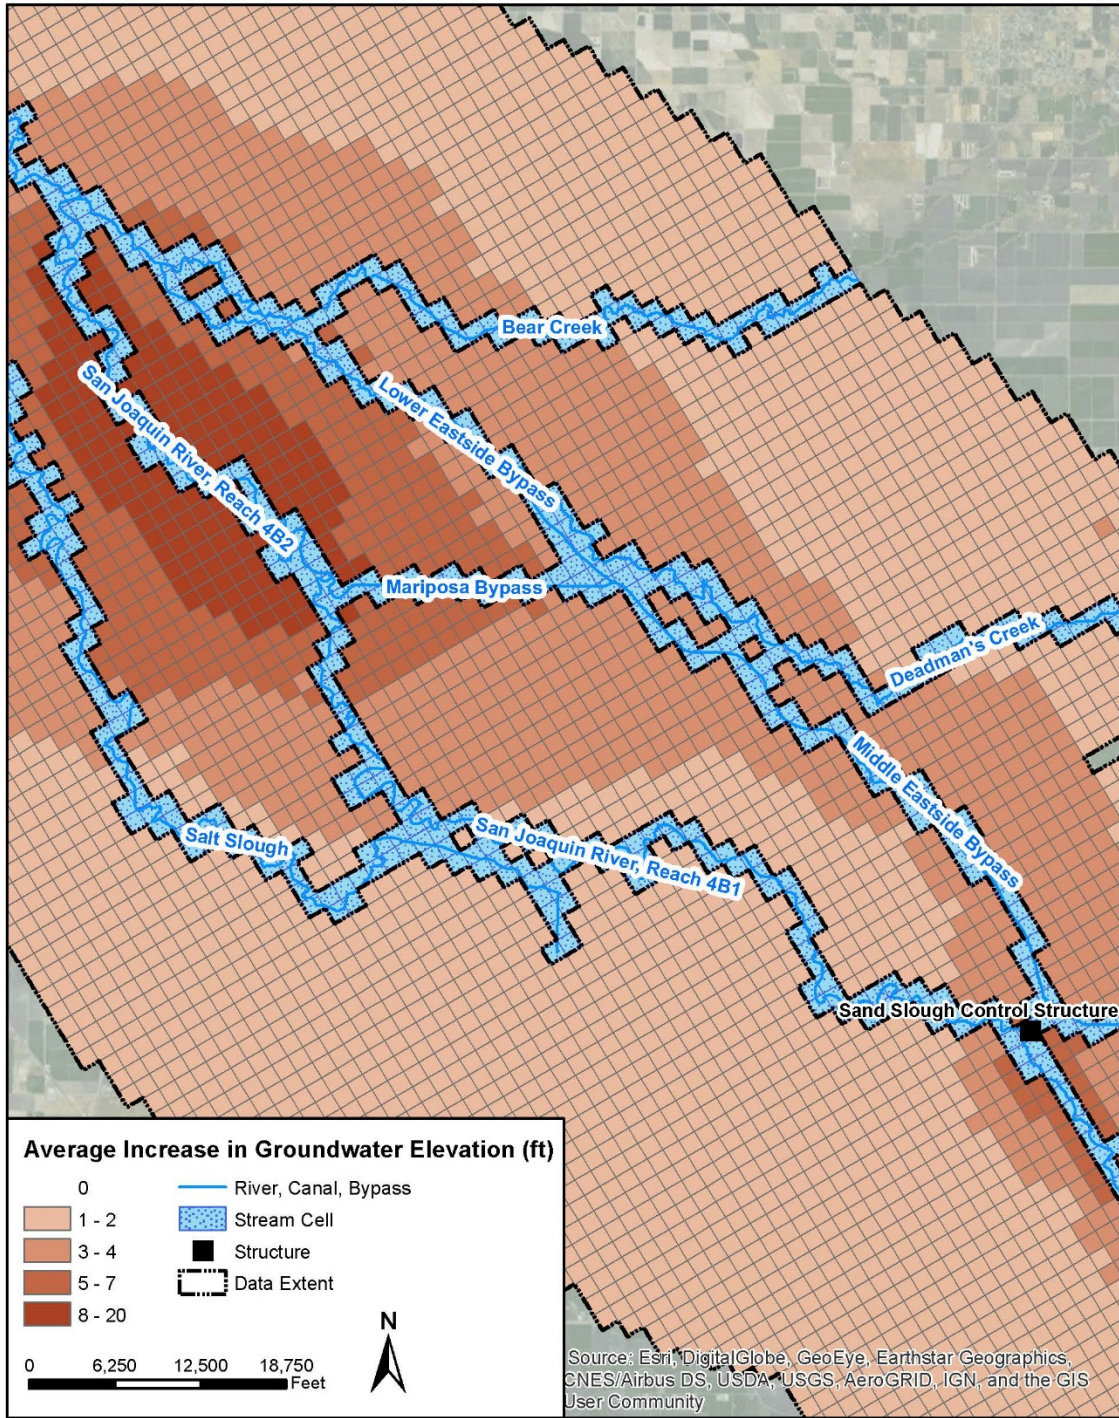 Bear Creek
San Joaquin River, Reach 4B2
Lower Eastside Bypass
Mariposa Bypass
Deadman's Creek
Middle Eastside Bypass
Salt Slough
San Joaquin River, Reach 4B1
Sand Slough Control Structure
Average Increase in Groundwater Elevation (ft)
0
1 - 2
3 - 4
5 - 7
8 - 20
River, Canal, Bypass
Stream Cell
Structure
Data Extent
N
0 6,250 12,500 18,750
Feet
Source: Esri, DigitalGlobe, GeoEye, Earthstar Geographics,
CNES/Airbus DS, USDA, USGS, AeroGRID, IGN, and the GIS
User Community